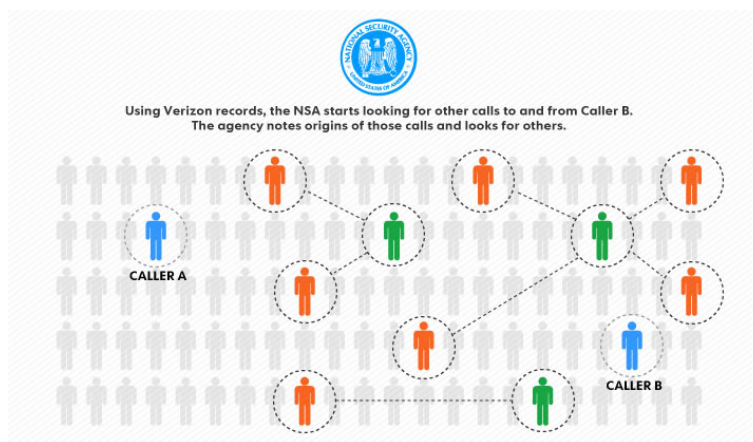 NATIONAL SECURITY AGENCY
UNITED STATES OF AMERICA
Using Verizon records, the NSA starts looking for other calls to and from Caller B.
The agency notes origins of those calls and looks for others.
CALLER A
CALLER B